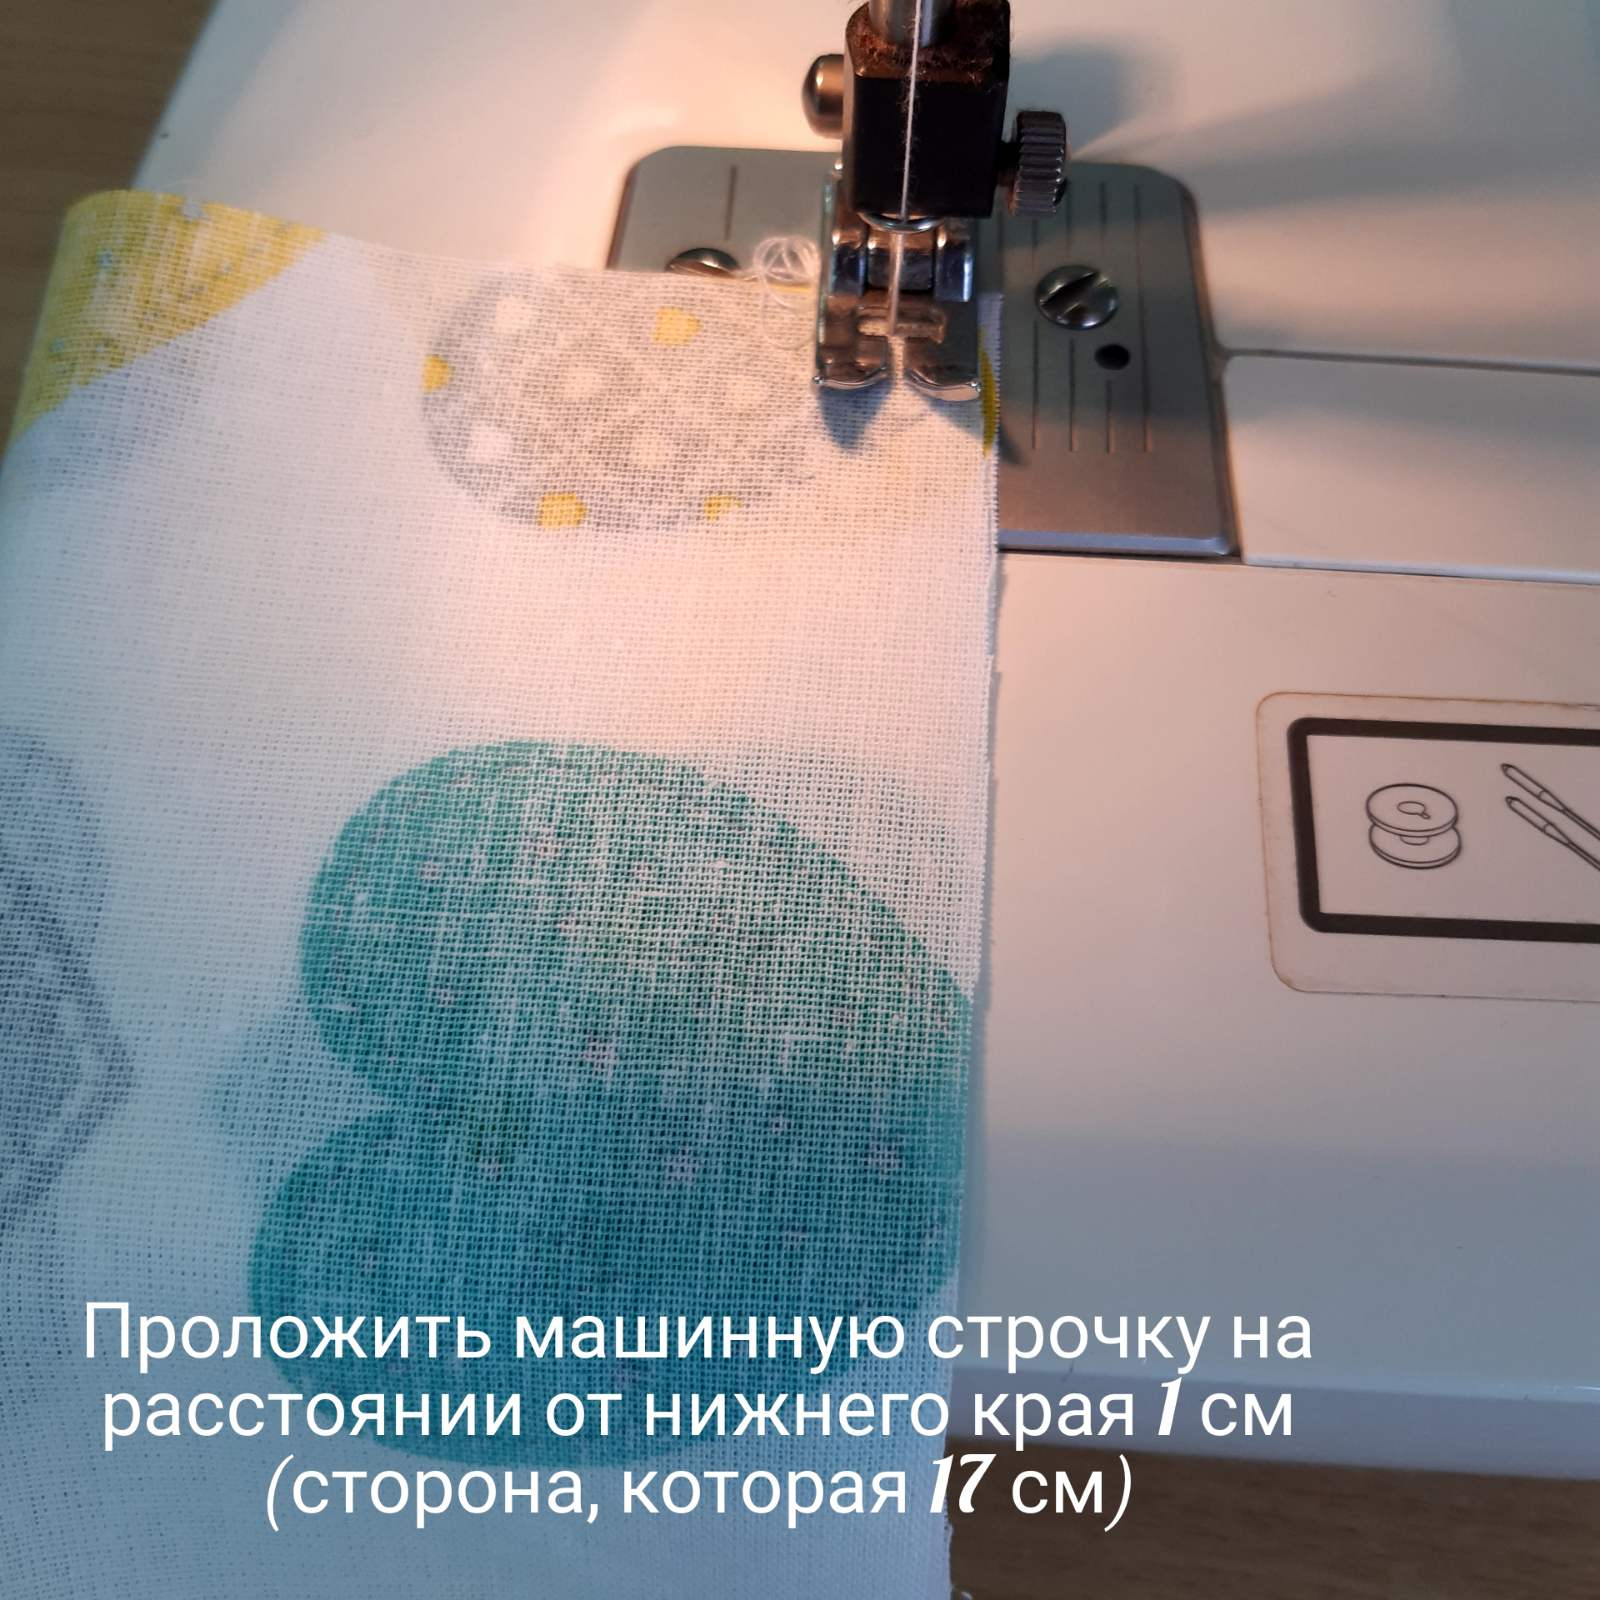 Проложить машинную строчку на
расстоянии от нижнего края 1 см
(сторона, которая 17 см)